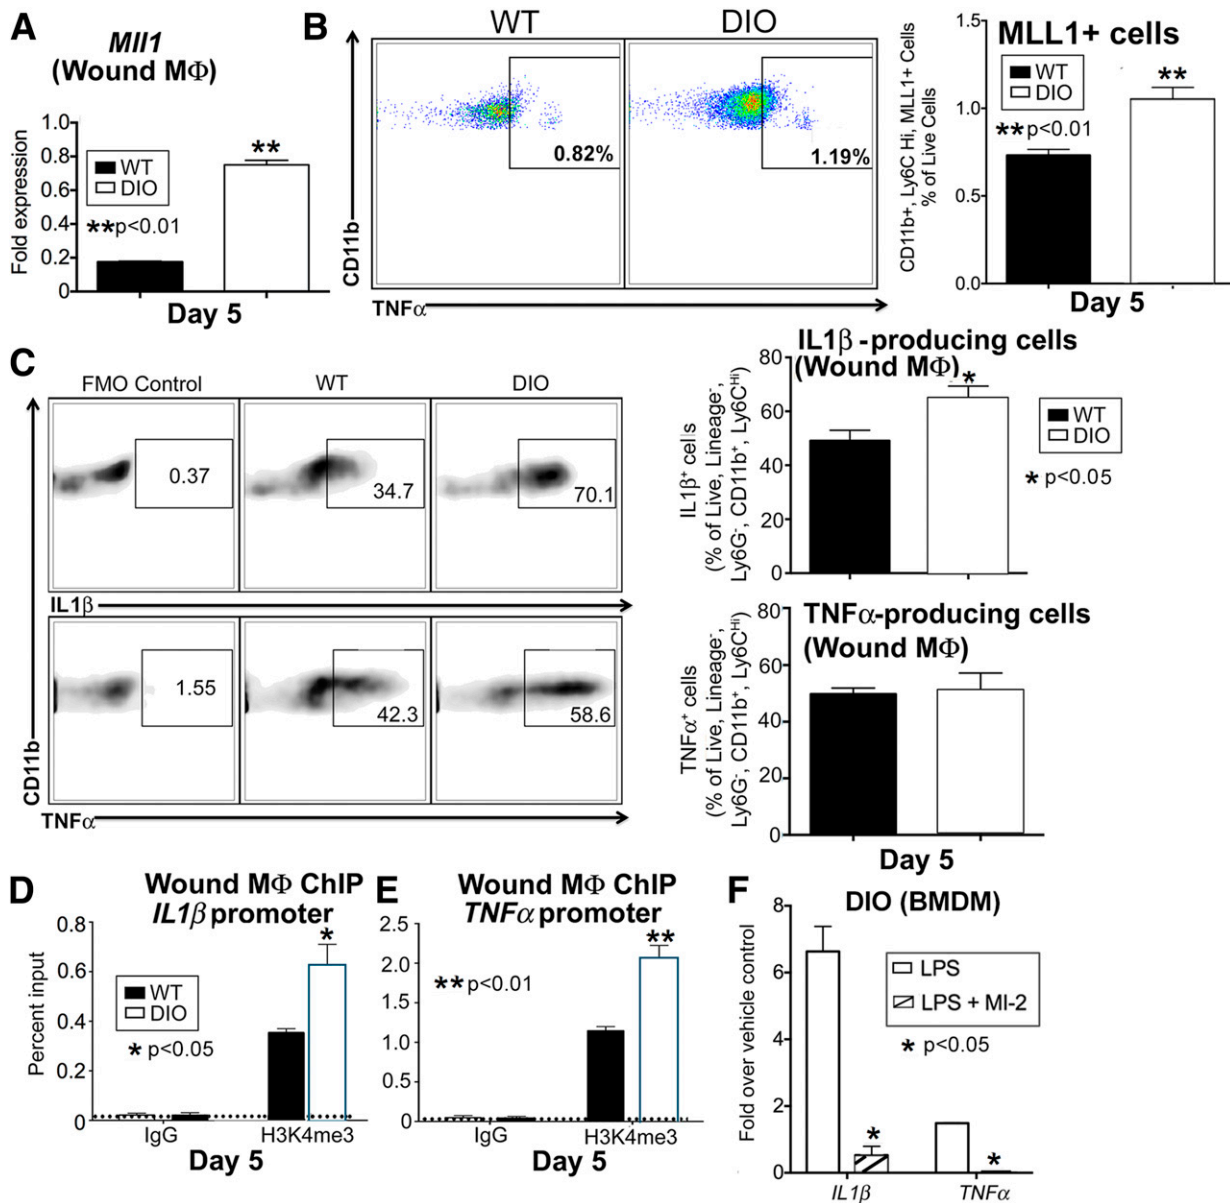 A
Mll1
(Wound MΦ)
Fold expression
1.0
0.8
0.6
0.4
0.2
0
WT
DIO
**p<0.01
**
Day 5
B
WT
DIO
CD11b
0.82%
1.19%
TNFα
MLL1+ cells
CD11b+, Ly6C Hi, MLL1+ Cells
% of Live Cells
1.5
1.0
0.5
0.0
WT
DIO
**p<0.01
**
Day 5
C
FMO Control
WT
DIO
0.37
34.7
70.1
IL1β
1.55
42.3
58.6
CD11b
TNFα
IL1β -producing cells
(Wound MΦ)
IL1β⁺ cells
(% of Live, Lineage⁻,
Ly6G⁻, CD11b⁺, Ly6Cᴴⁱ)
80
60
40
20
0
*
WT
DIO
* p<0.05
TNFα-producing cells
(Wound MΦ)
TNFα⁺ cells
(% of Live, Lineage⁻,
Ly6G⁻, CD11b⁺, Ly6Cᴴⁱ)
80
60
40
20
0
Day 5
D
Wound MΦ ChIP
IL1β promoter
Percent input
0.8
0.6
0.4
0.2
0
WT
DIO
* p<0.05
*
IgG
H3K4me3
Day 5
E
Wound MΦ ChIP
TNFα promoter
2.5
2.0
1.5
1.0
0.5
0
** p<0.01
**
IgG
H3K4me3
Day 5
F
DIO (BMDM)
Fold over vehicle control
8
6
4
2
0
LPS
LPS + MI-2
* p<0.05
*
*
IL1β
TNFα